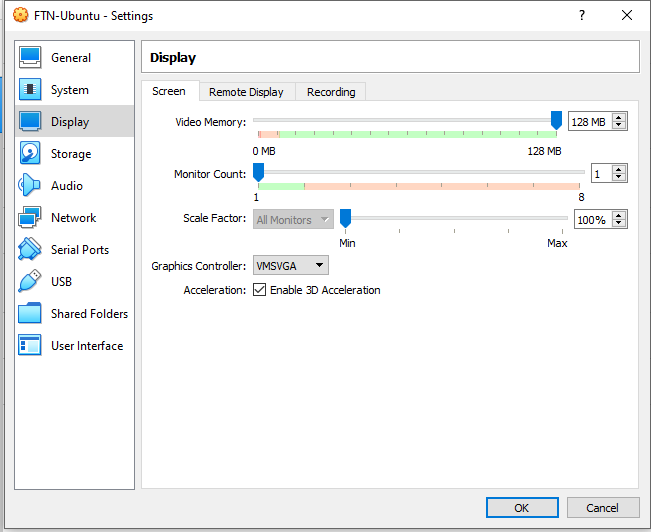 FTN-Ubuntu - Settings
?
General
System
Display
Storage
Audio
Network
Serial Ports
USB
Shared Folders
User Interface
Display
Screen Remote Display Recording
Video Memory: 128 MB
0 MB 128 MB
Monitor Count: 1
1 8
Scale Factor: All Monitors 100%
Min Max
Graphics Controller: VMSVGA
Acceleration: Enable 3D Acceleration
OK Cancel